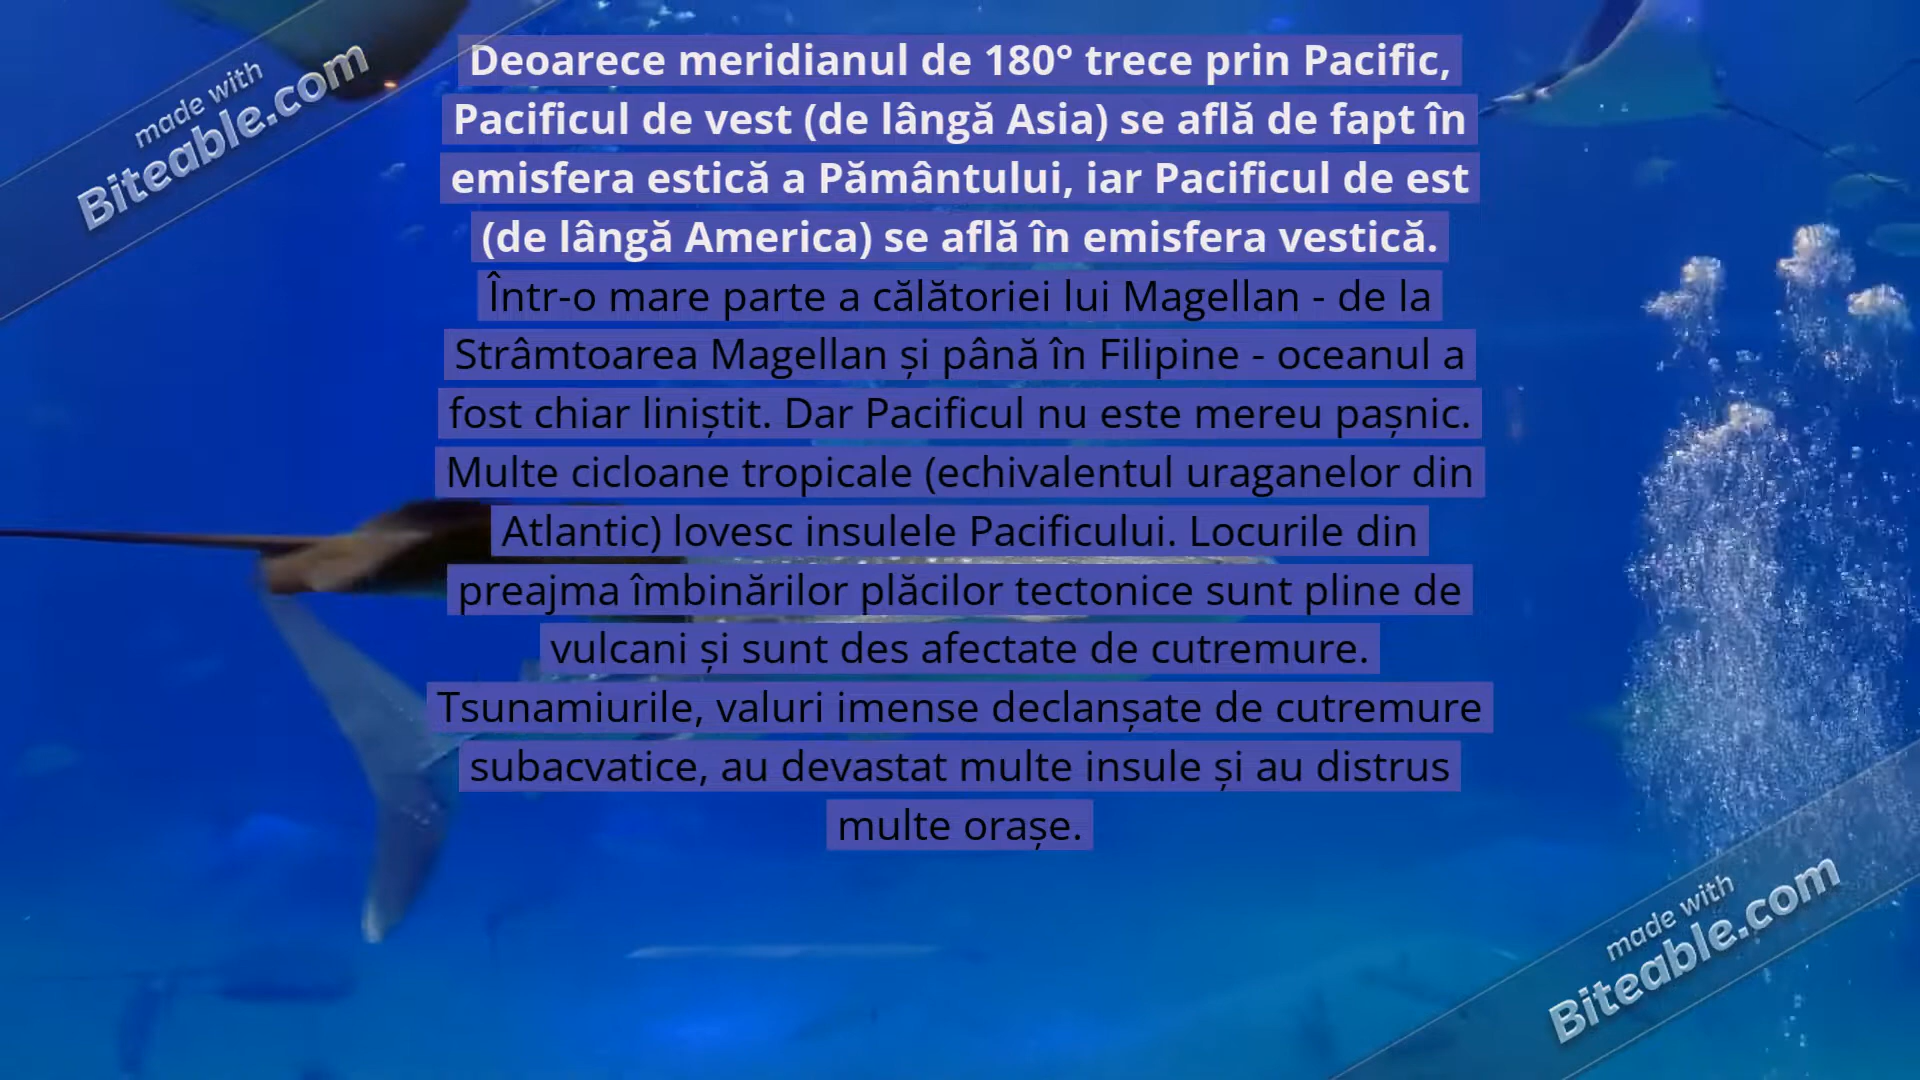 made with
Biteable.com
Deoarece meridianul de 180° trece prin Pacific,
Pacificul de vest (de lângă Asia) se află de fapt în
emisfera estică a Pământului, iar Pacificul de est
(de lângă America) se află în emisfera vestică.
Într-o mare parte a călătoriei lui Magellan - de la
Strâmtoarea Magellan și până în Filipine - oceanul a
fost chiar liniștit. Dar Pacificul nu este mereu pașnic.
Multe cicloane tropicale (echivalentul uraganelor din
Atlantic) lovesc insulele Pacificului. Locurile din
preajma îmbinărilor plăcilor tectonice sunt pline de
vulcani și sunt des afectate de cutremure.
Tsunamiurile, valuri imense declanșate de cutremure
subacvatice, au devastat multe insule și au distrus
multe orașe.
made with
Biteable.com